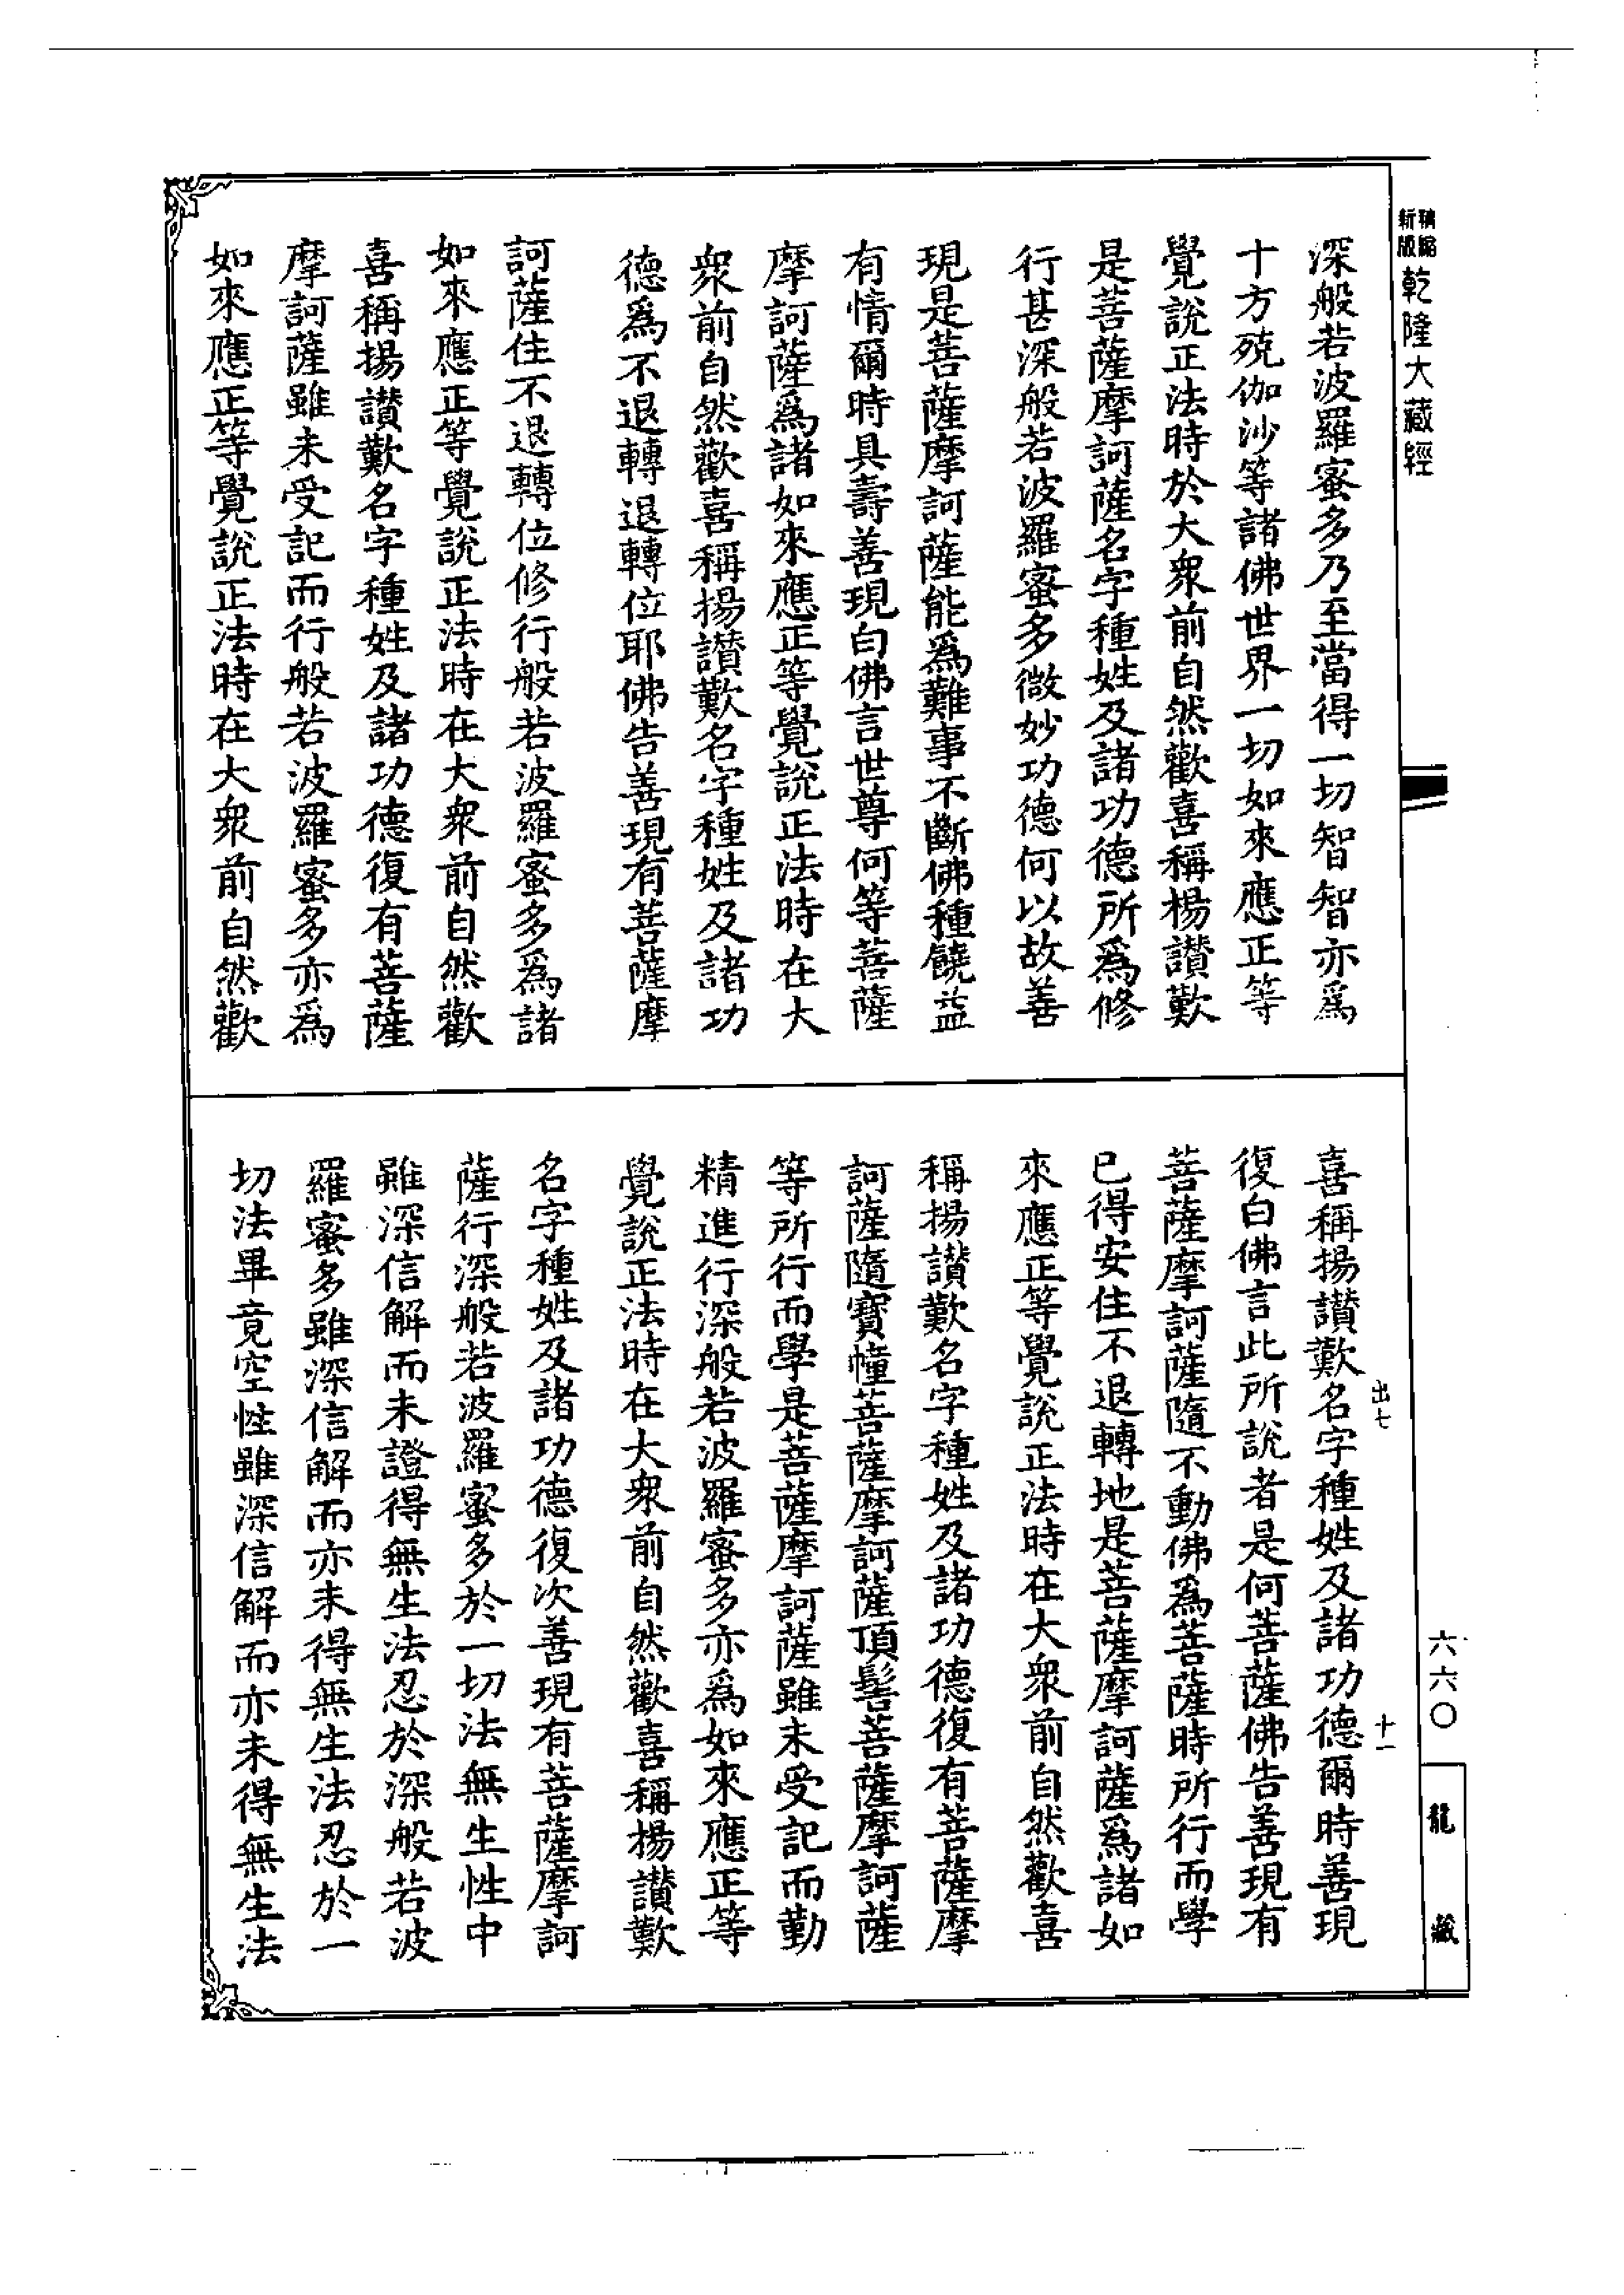 精縮
新版
乾隆大藏經
深般若波羅蜜多乃至當得一切智智亦爲
十方殑伽沙等諸佛世界一切如來應正等
覺說正法時於大衆前自然歡喜稱楊讃歎
是菩薩摩訶薩名字種姓及諸功德所爲修
行甚深般若波羅蜜多微妙功德何以故善
現是菩薩摩訶薩能爲難事不斷佛種饒益
有情爾時具壽善現白佛言世尊何等菩薩
摩訶薩爲諸如來應正等覺說正法時在大
衆前自然歡喜稱揚讃歎名字種姓及諸功
德爲不退轉退轉位耶佛告善現有菩薩摩
訶薩住不退轉位修行般若波羅蜜多爲諸
如來應正等覺說正法時在大衆前自然歡
喜稱揚讃歎名字種姓及諸功德復有菩薩
摩訶薩雖未受記而行般若波羅蜜多亦爲
如來應正等覺說正法時在大衆前自然歡
喜稱揚讃歎名字種姓及諸功德爾時善現
復白佛言此所說者是何菩薩佛告善現有
菩薩摩訶薩隨不動佛爲菩薩時所行而學
已得安住不退轉地是菩薩摩訶薩爲諸如
來應正等覺說正法時在大衆前自然歡喜
稱揚讃歎名字種姓及諸功德復有菩薩摩
訶薩隨寶幢菩薩摩訶薩頂髻菩薩摩訶薩
等所行而學是菩薩摩訶薩雖未受記而勤
精進行深般若波羅蜜多亦爲如來應正等
覺說正法時在大衆前自然歡喜稱揚讃歎
名字種姓及諸功德復次善現有菩薩摩訶
薩行深般若波羅蜜多於一切法無生性中
雖深信解而未證得無生法忍於深般若波
羅蜜多雖深信解而亦未得無生法忍於一
切法畢竟空性雖深信解而亦未得無生法
出七
十一
六六〇
龍藏